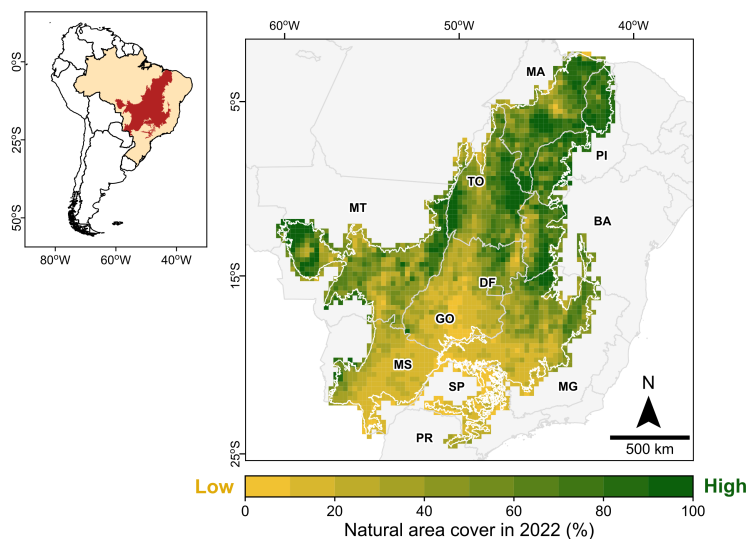 60°W 50°W 40°W
0°S
25°S
50°S
80°W 60°W 40°W
5°S
15°S
25°S
MA
PI
TO
MT
BA
DF
GO
MS
SP
MG
PR
N
500 km
Low High
0 20 40 60 80 100
Natural area cover in 2022 (%)